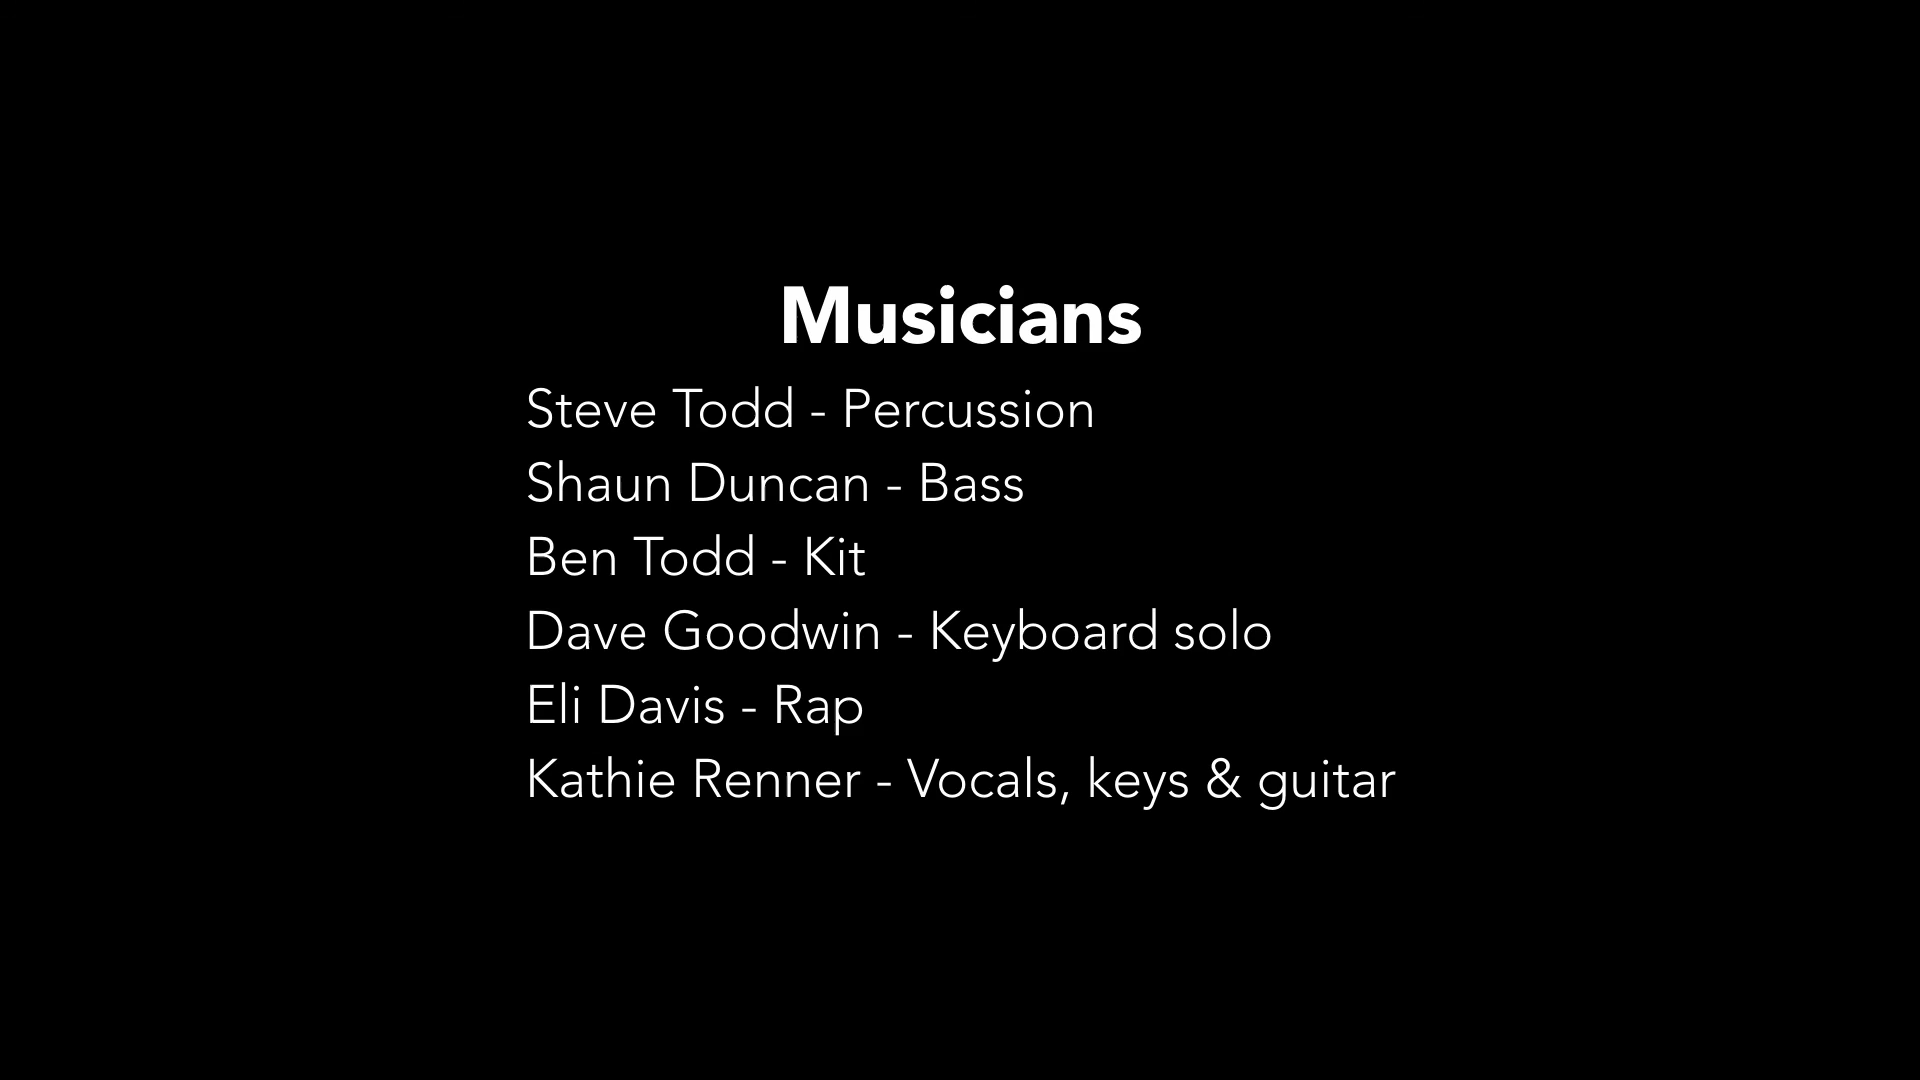 Musicians
Steve Todd - Percussion
Shaun Duncan - Bass
Ben Todd - Kit
Dave Goodwin - Keyboard solo
Eli Davis - Rap
Kathie Renner - Vocals, keys & guitar